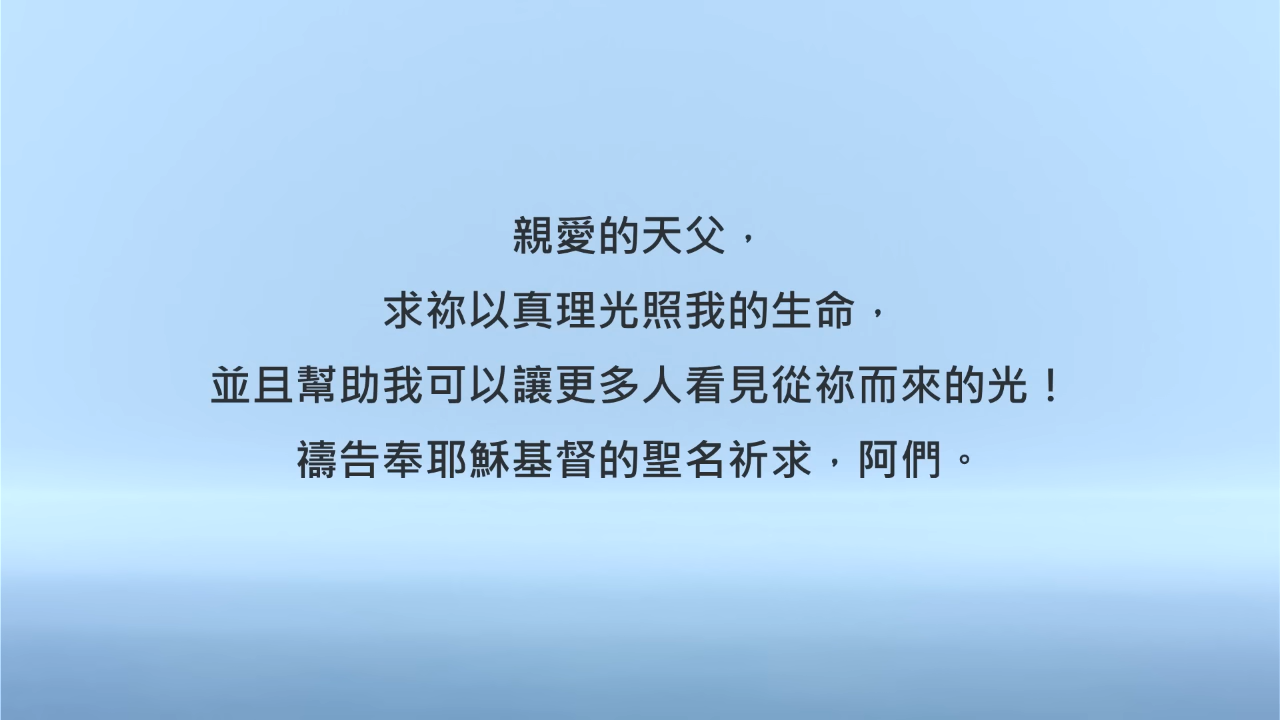 親愛的天父，
求祢以真理光照我的生命，
並且幫助我可以讓更多人看見從祢而來的光！
禱告奉耶穌基督的聖名祈求，阿們。